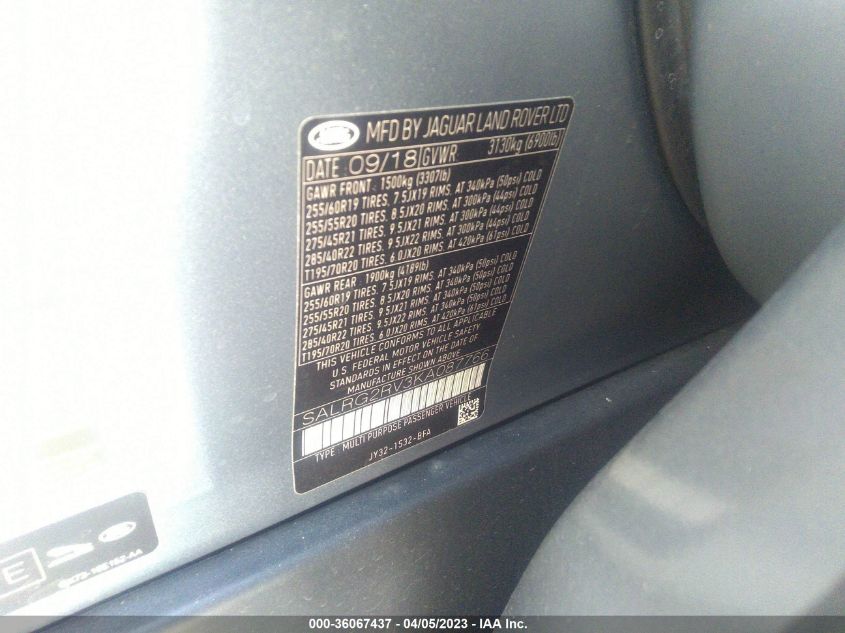 MFD BY JAGUAR LAND ROVER LTD
DATE 09/18 GVWR 3130kg (6900lb)
GAWR FRONT : 1500kg (3307lb)
255/60R19 TIRES. 7.5JX19 RIMS. AT 340kPa (50psi) COLD
255/55R20 TIRES. 8.5JX20 RIMS. AT 300kPa (44psi) COLD
275/45R21 TIRES. 9.5JX21 RIMS. AT 300kPa (44psi) COLD
285/40R22 TIRES. 9.5JX22 RIMS. AT 300kPa (44psi) COLD
T195/70R20 TIRES. 6.0JX20 RIMS. AT 420kPa (61psi) COLD
GAWR REAR : 1900kg (4189lb)
255/60R19 TIRES. 7.5JX19 RIMS. AT 340kPa (50psi) COLD
255/55R20 TIRES. 8.5JX20 RIMS. AT 340kPa (50psi) COLD
275/45R21 TIRES. 9.5JX21 RIMS. AT 340kPa (50psi) COLD
285/40R22 TIRES. 9.5JX22 RIMS. AT 340kPa (50psi) COLD
T195/70R20 TIRES. 6.0JX20 RIMS. AT 420kPa (61psi) COLD
THIS VEHICLE CONFORMS TO ALL APPLICABLE
U.S. FEDERAL MOTOR VEHICLE SAFETY
STANDARDS IN EFFECT ON THE DATE OF
MANUFACTURE SHOWN ABOVE.
SALRG2RV3KA087766
TYPE : MULTI PURPOSE PASSENGER VEHICLE
JY32-1532-BFA
E
000-36067437 - 04/05/2023 - IAA Inc.